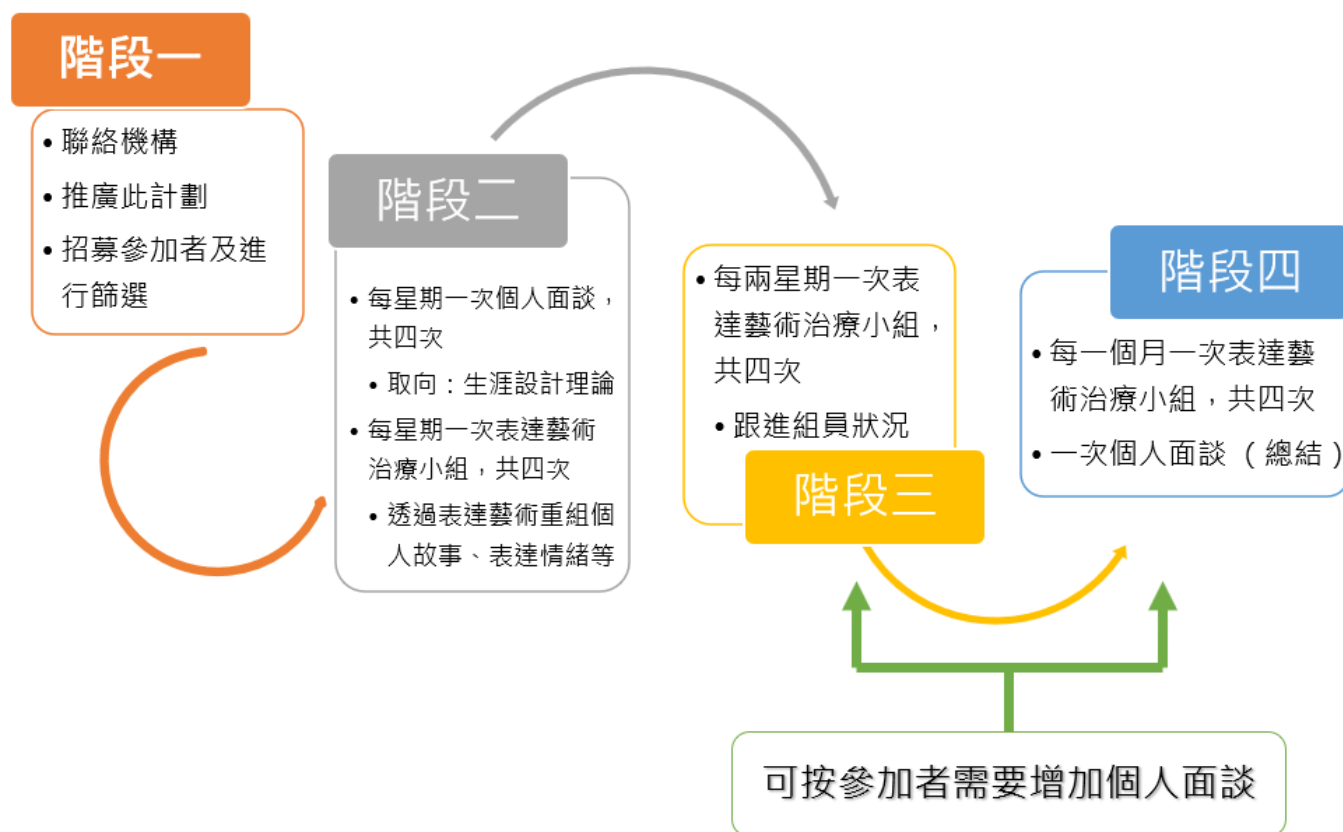 階段一
• 聯絡機構
• 推廣此計劃
• 招募參加者及進
行篩選
階段二
• 每星期一次個人面談，
共四次
• 取向：生涯設計理論
• 每星期一次表達藝術
治療小組，共四次
• 透過表達藝術重組個
人故事、表達情緒等
• 每兩星期一次表
達藝術治療小組，
共四次
• 跟進組員狀況
階段三
階段四
• 每一個月一次表達藝
術治療小組，共四次
• 一次個人面談 （總結）
可按參加者需要增加個人面談